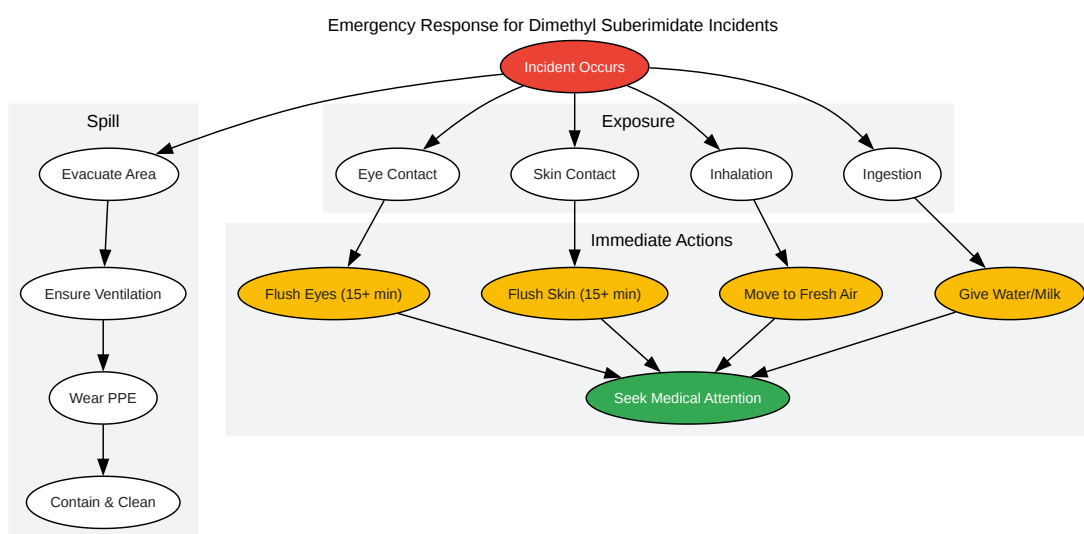 Emergency Response for Dimethyl Suberimidate Incidents
Incident Occurs
Spill
Exposure
Evacuate Area
Eye Contact
Skin Contact
Inhalation
Ingestion
Immediate Actions
Ensure Ventilation
Flush Eyes (15+ min)
Flush Skin (15+ min)
Move to Fresh Air
Give Water/Milk
Wear PPE
Seek Medical Attention
Contain & Clean